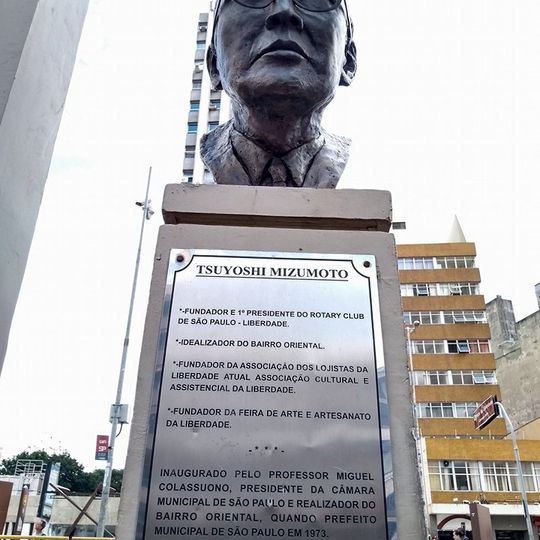 TSUYOSHI MIZUMOTO
*-FUNDADOR E 1º PRESIDENTE DO ROTARY CLUB
DE SÃO PAULO - LIBERDADE.
*-IDEALIZADOR DO BAIRRO ORIENTAL.
*-FUNDADOR DA ASSOCIAÇÃO DOS LOJISTAS DA
LIBERDADE ATUAL ASSOCIAÇÃO CULTURAL E
ASSISTENCIAL DA LIBERDADE.
*-FUNDADOR DA FEIRA DE ARTE E ARTESANATO
DA LIBERDADE.
- * * * -
INAUGURADO PELO PROFESSOR MIGUEL
COLASSUONO, PRESIDENTE DA CÂMARA
MUNICIPAL DE SÃO PAULO E REALIZADOR DO
BAIRRO ORIENTAL, QUANDO PREFEITO
MUNICIPAL DE SÃO PAULO EM 1973.